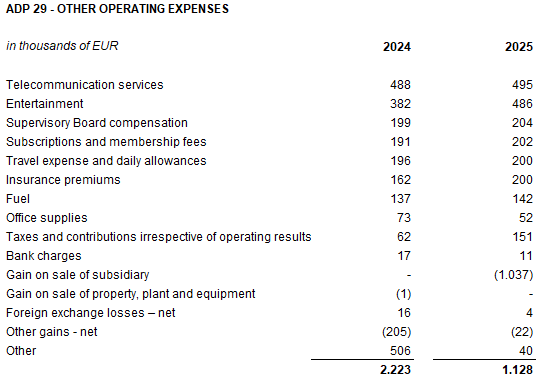 ADP 29 - OTHER OPERATING EXPENSES
in thousands of EUR 2024 2025
Telecommunication services 488 495
Entertainment 382 486
Supervisory Board compensation 199 204
Subscriptions and membership fees 191 202
Travel expense and daily allowances 196 200
Insurance premiums 162 200
Fuel 137 142
Office supplies 73 52
Taxes and contributions irrespective of operating results 62 151
Bank charges 17 11
Gain on sale of subsidiary - (1.037)
Gain on sale of property, plant and equipment (1) -
Foreign exchange losses – net 16 4
Other gains - net (205) (22)
Other 506 40
2.223 1.128